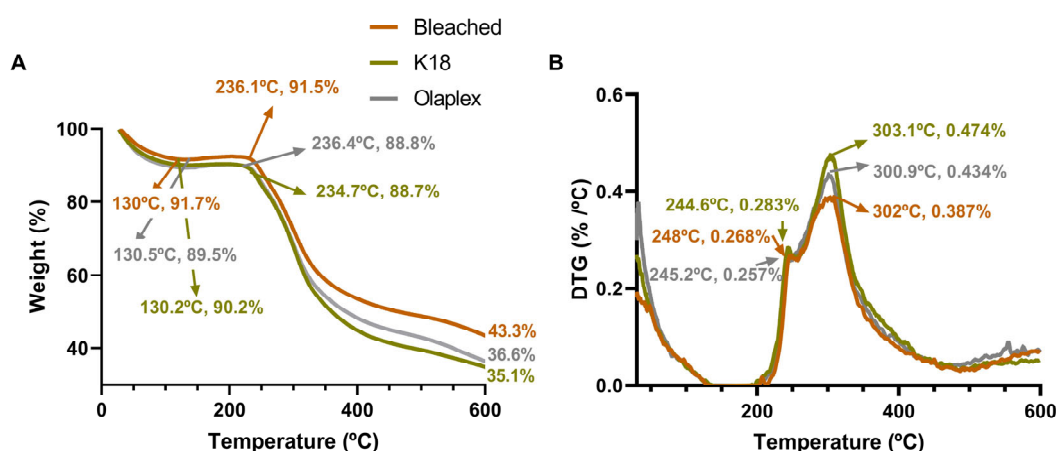 Bleached
K18
Olaplex
A
236.1ºC, 91.5%
236.4ºC, 88.8%
234.7ºC, 88.7%
130ºC, 91.7%
130.5ºC, 89.5%
130.2ºC, 90.2%
43.3%
36.6%
35.1%
100
80
60
40
Weight (%)
0
200
400
600
Temperature (ºC)
B
303.1ºC, 0.474%
300.9ºC, 0.434%
302ºC, 0.387%
244.6ºC, 0.283%
248ºC, 0.268%
245.2ºC, 0.257%
0.6
0.4
0.2
0.0
DTG (% /ºC)
200
400
600
Temperature (ºC)